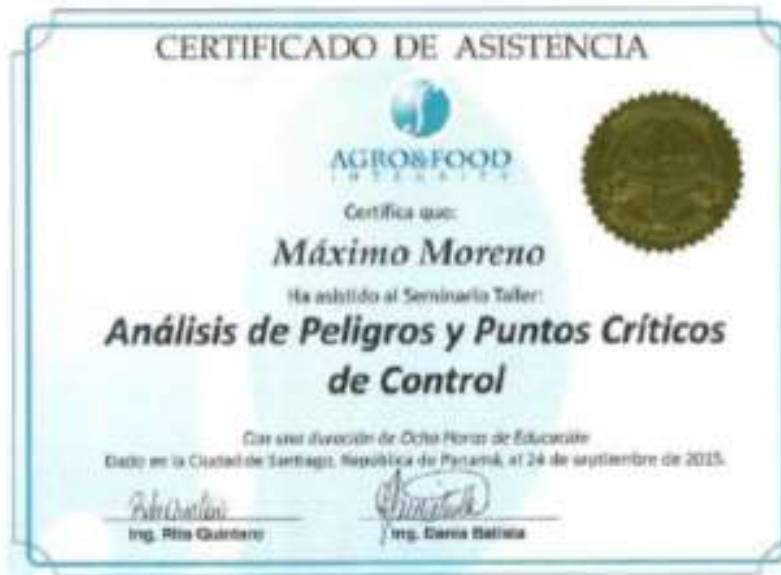 CERTIFICADO DE ASISTENCIA
AGRO&FOOD
INTEGRITY
Certifica que:
Máximo Moreno
Ha asistido al Seminario Taller:
Análisis de Peligros y Puntos Críticos
de Control
Con una duración de Ocho Horas de Educación
Dado en la Ciudad de Santiago, República de Panamá, el 24 de septiembre de 2015.
Ing. Rita Quintero
Ing. Dania Batista